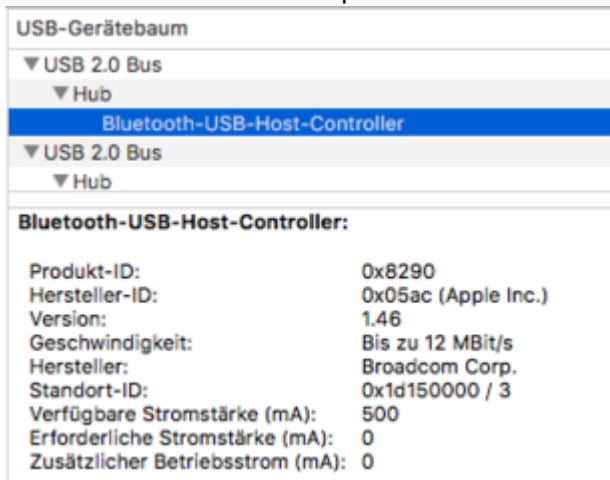 USB-Gerätebaum
▼ USB 2.0 Bus
▼ Hub
Bluetooth-USB-Host-Controller
▼ USB 2.0 Bus
▼ Hub
Bluetooth-USB-Host-Controller:
Produkt-ID: 0x8290
Hersteller-ID: 0x05ac (Apple Inc.)
Version: 1.46
Geschwindigkeit: Bis zu 12 MBit/s
Hersteller: Broadcom Corp.
Standort-ID: 0x1d150000 / 3
Verfügbare Stromstärke (mA): 500
Erforderliche Stromstärke (mA): 0
Zusätzlicher Betriebsstrom (mA): 0